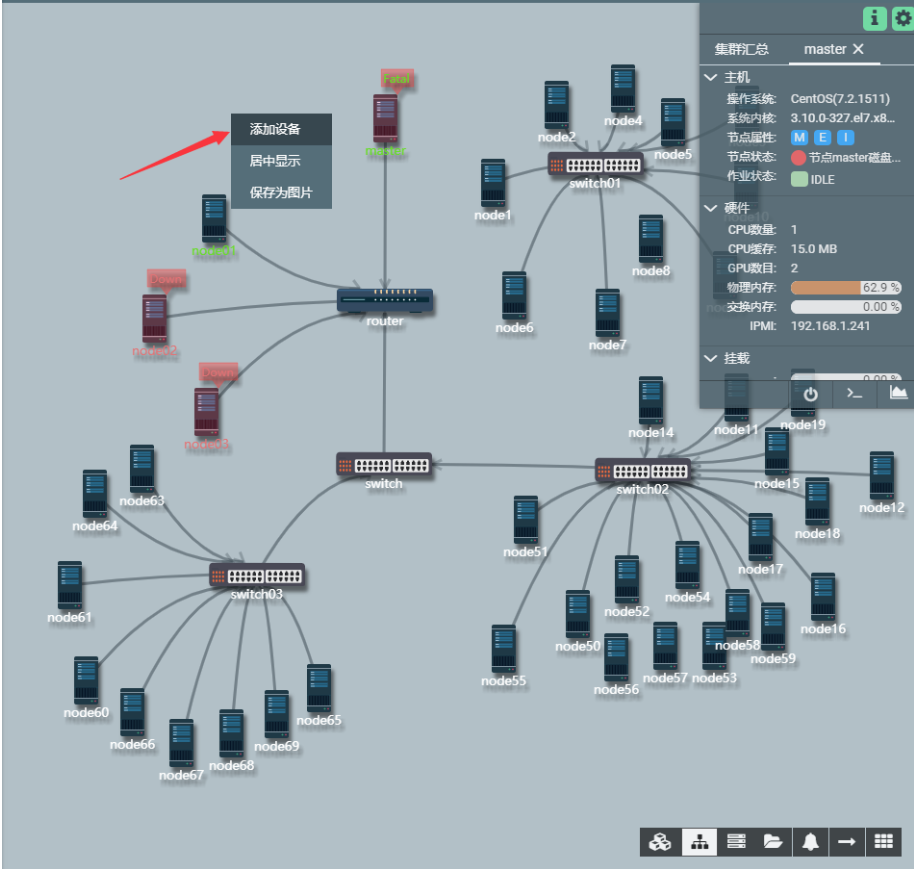 集群汇总
master
主机
操作系统: CentOS(7.2.1511)
系统内核: 3.10.0-327.el7.x8...
节点属性: M E I
节点状态: 节点master磁盘...
作业状态: IDLE
硬件
CPU数量: 1
CPU缓存: 15.0 MB
GPU数目: 2
物理内存: 62.9 %
交换内存: 0.00 %
IPMI: 192.168.1.241
挂载
0.00 %
添加设备
居中显示
保存为图片
Fatal
master
node2
node4
node5
switch01
node1
node10
node01
node8
Down
node6
router
node7
node02
Down
node03
node14
node11
node19
switch
switch02
node15
node12
node63
node64
node51
node18
node17
switch03
node61
node52
node54
node16
node50
node58
node59
node55
node56
node57
node53
node60
node66
node65
node69
node67
node68